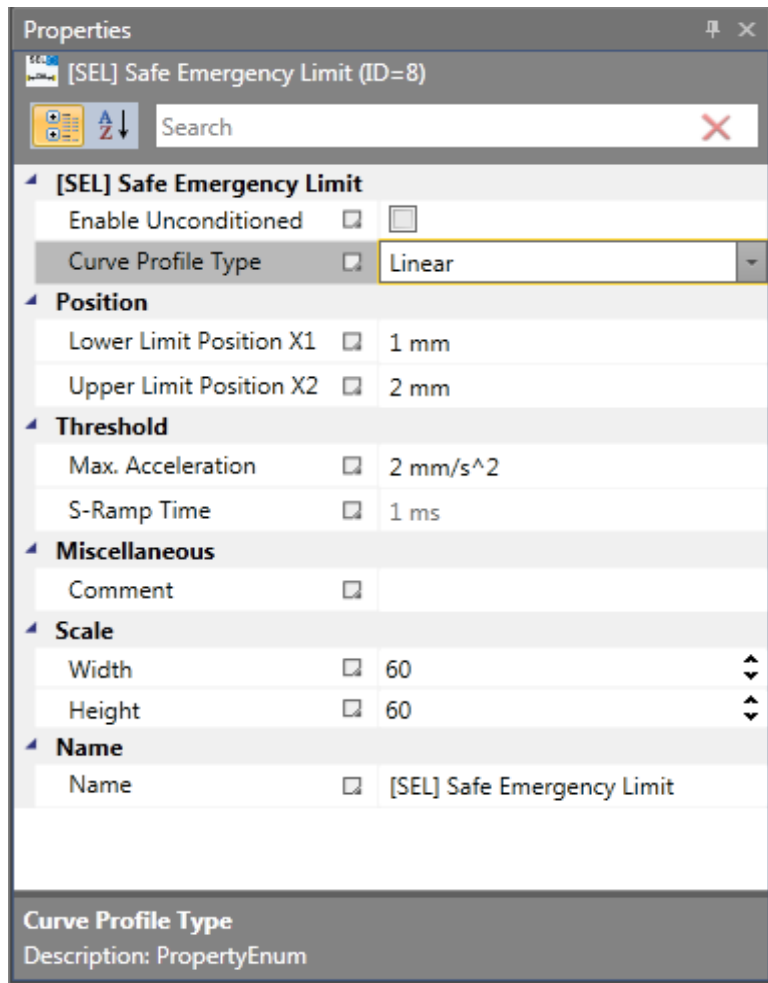 Properties
[SEL] Safe Emergency Limit (ID=8)
A
Z
Search
[SEL] Safe Emergency Limit
Enable Unconditioned
Curve Profile Type Linear
Position
Lower Limit Position X1 1 mm
Upper Limit Position X2 2 mm
Threshold
Max. Acceleration 2 mm/s^2
S-Ramp Time 1 ms
Miscellaneous
Comment
Scale
Width 60
Height 60
Name
Name [SEL] Safe Emergency Limit
Curve Profile Type
Description: PropertyEnum